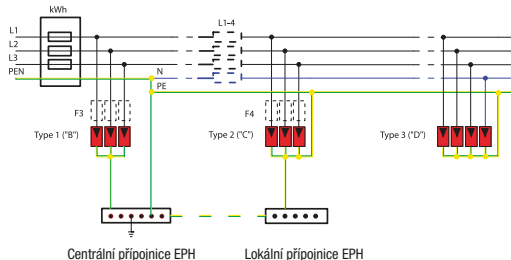 kWh
L1-4
L1
L2
L3
PEN
N
PE
F3
F4
Type 1 ("B")
Type 2 ("C")
Type 3 ("D")
Centrální přípojnice EPH
Lokální přípojnice EPH